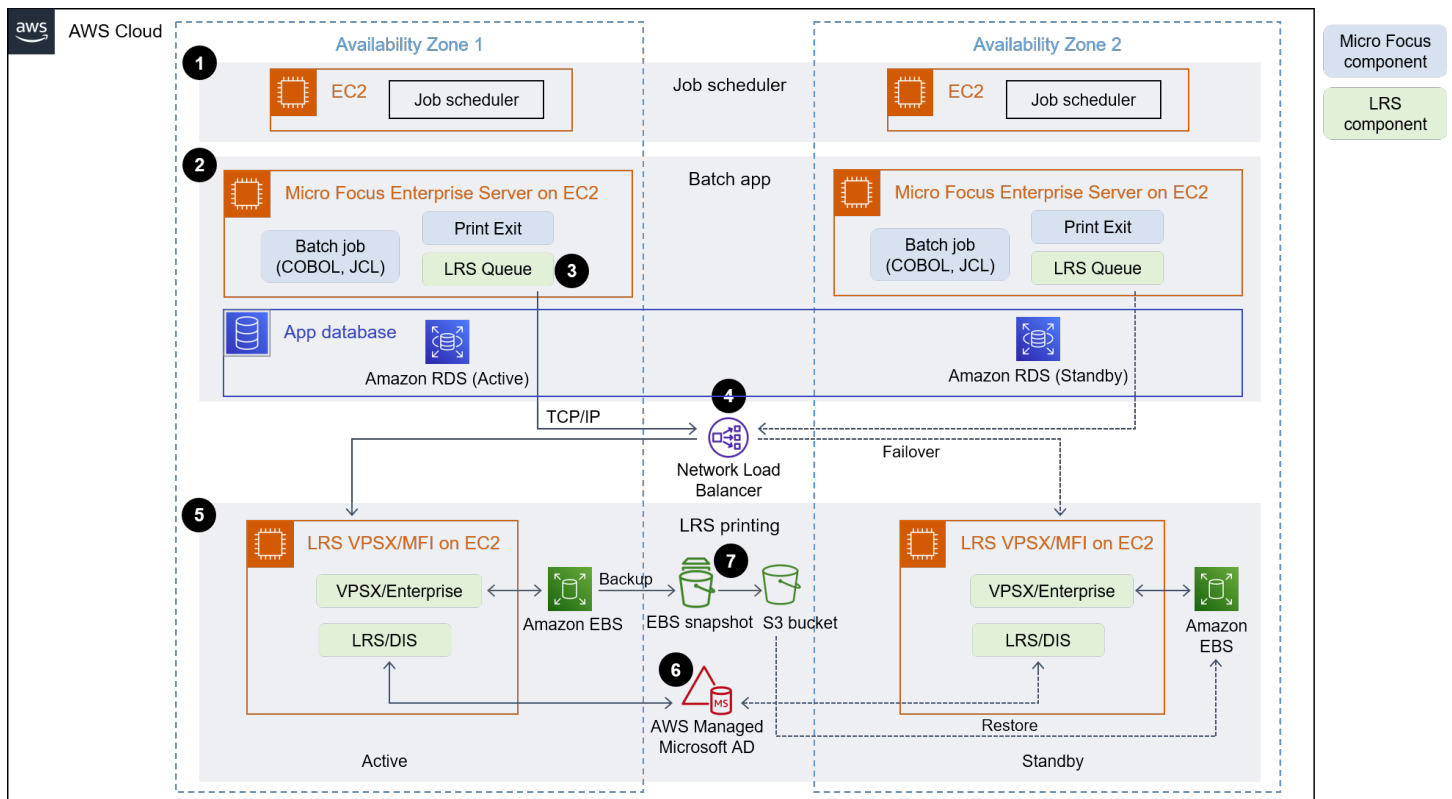 aws
AWS Cloud
Availability Zone 1
Availability Zone 2
Micro Focus
component
LRS
component
1
EC2
Job scheduler
Job scheduler
EC2
Job scheduler
2
Batch app
Micro Focus Enterprise Server on EC2
Batch job
(COBOL, JCL)
Print Exit
LRS Queue
3
Micro Focus Enterprise Server on EC2
Batch job
(COBOL, JCL)
Print Exit
LRS Queue
App database
Amazon RDS (Active)
Amazon RDS (Standby)
4
TCP/IP
Network Load
Balancer
Failover
5
LRS printing
LRS VPSX/MFI on EC2
VPSX/Enterprise
LRS/DIS
Amazon EBS
Backup
7
EBS snapshot
S3 bucket
6
MS
AWS Managed
Microsoft AD
LRS VPSX/MFI on EC2
VPSX/Enterprise
LRS/DIS
Amazon
EBS
Restore
Active
Standby